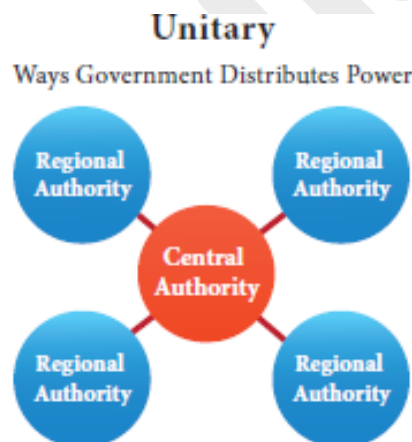 Unitary
Ways Government Distributes Power
Regional
Authority
Regional
Authority
Central
Authority
Regional
Authority
Regional
Authority